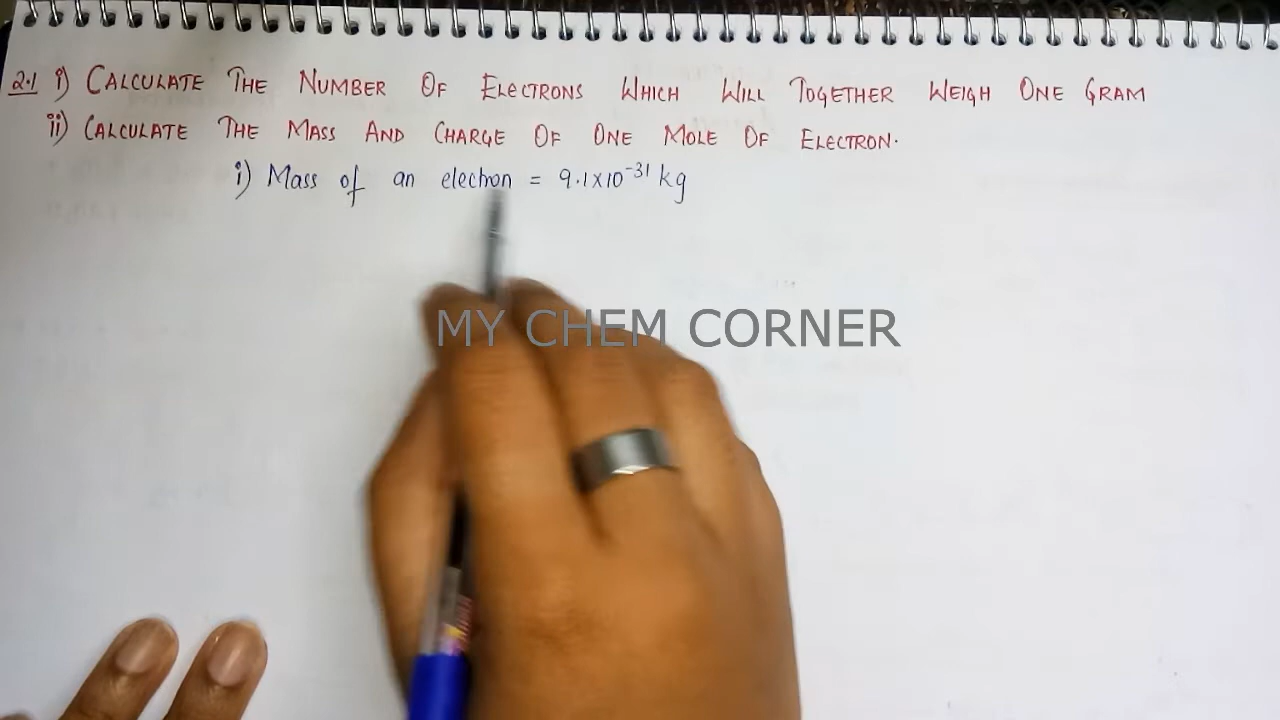 2.1 i) CALCULATE THE NUMBER OF ELECTRONS WHICH WILL TOGETHER WEIGH ONE GRAM
ii) CALCULATE THE MASS AND CHARGE OF ONE MOLE OF ELECTRON.
i) Mass of an electron = 9.1×10⁻³¹ kg
MY CHEM CORNER